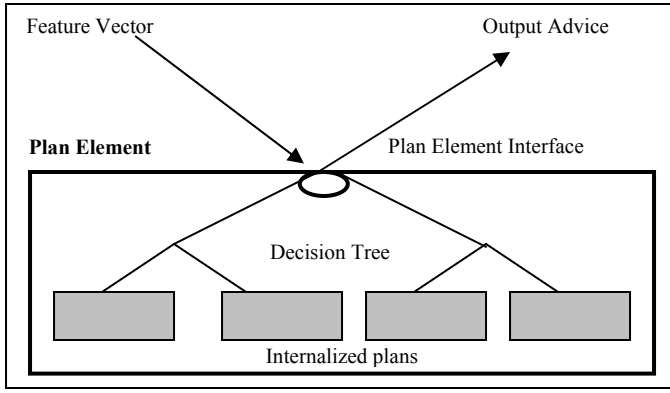 Feature Vector
Output Advice
Plan Element
Plan Element Interface
Decision Tree
Internalized plans